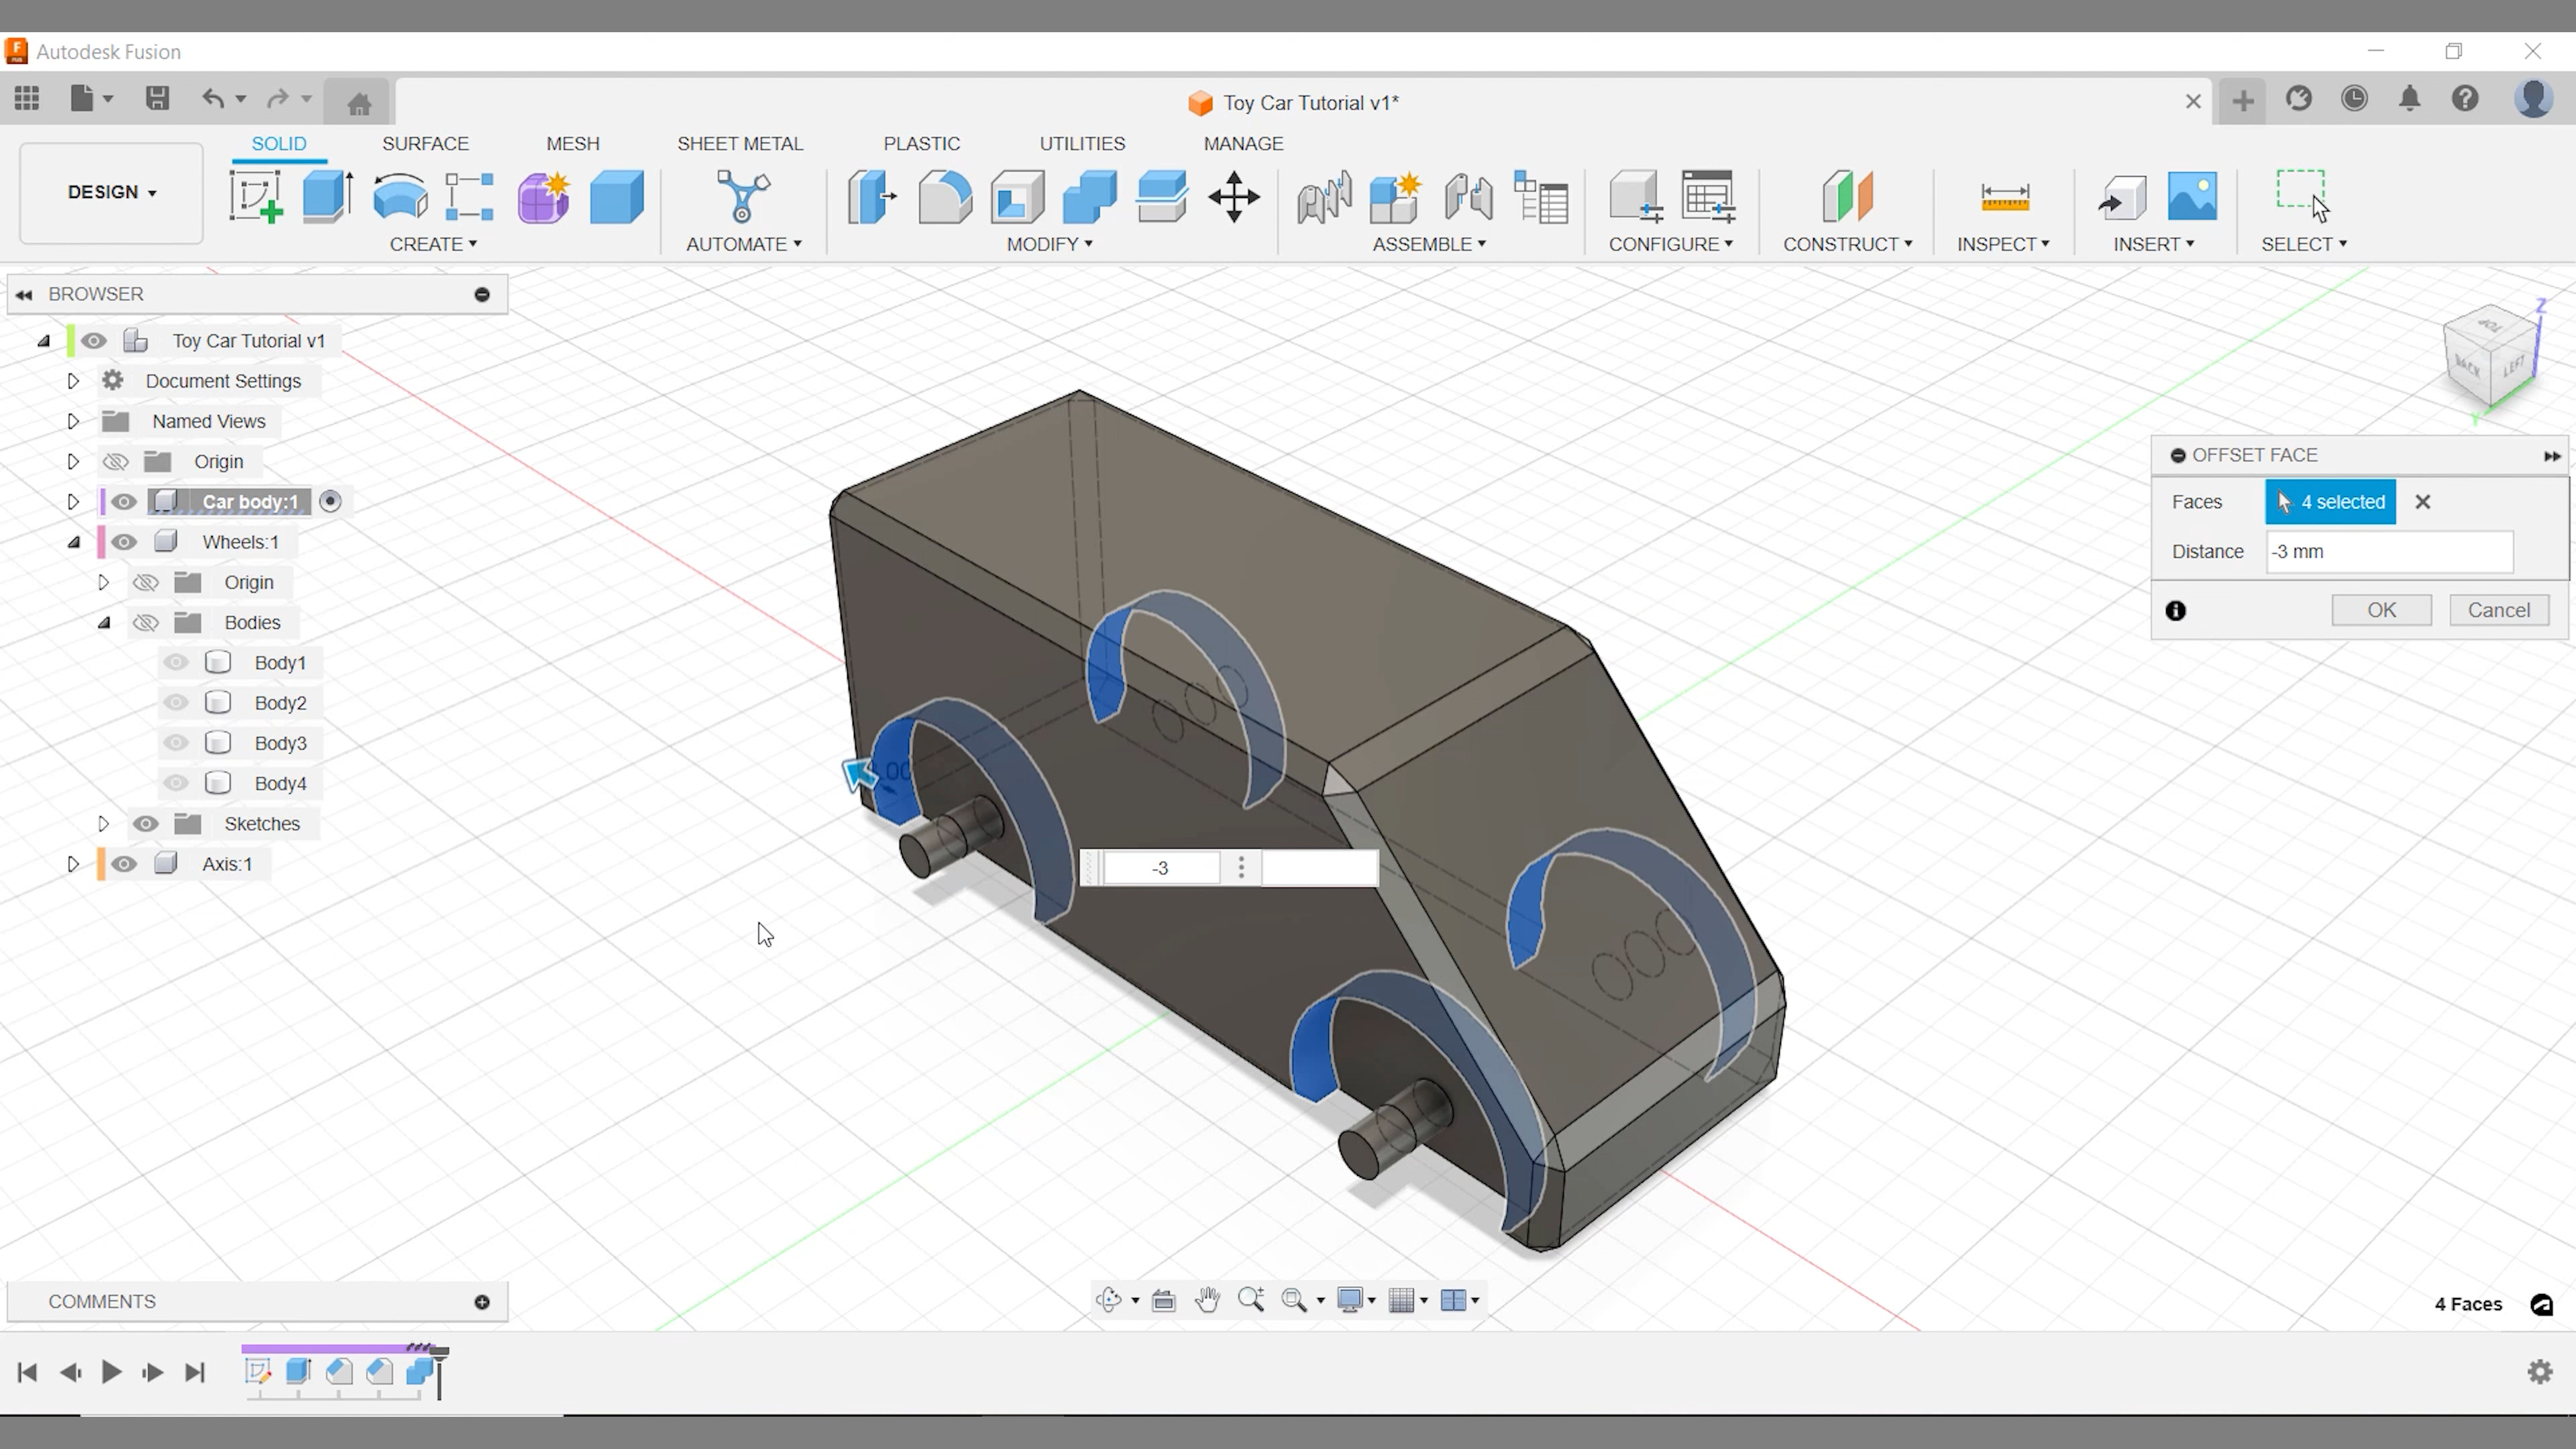 Autodesk Fusion
Toy Car Tutorial v1*
SOLID SURFACE MESH SHEET METAL PLASTIC UTILITIES MANAGE
DESIGN
CREATE AUTOMATE MODIFY ASSEMBLE CONFIGURE CONSTRUCT INSPECT INSERT SELECT
BROWSER
Toy Car Tutorial v1
Document Settings
Named Views
Origin
Car body:1
Wheels:1
Origin
Bodies
Body1
Body2
Body3
Body4
Sketches
Axis:1
Z
TOP
BACK LEFT
Y
OFFSET FACE
Faces 4 selected
Distance -3 mm
OK Cancel
-3
COMMENTS
4 Faces